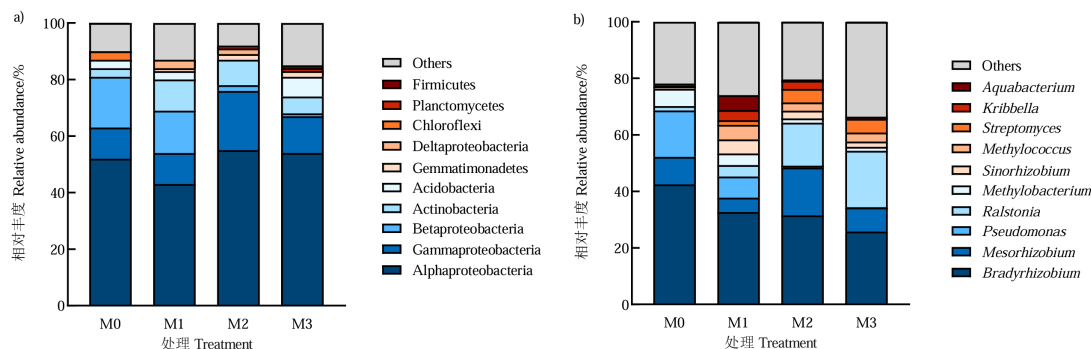 a)
相对丰度 Relative abundance/%
100
80
60
40
20
0
M0 M1 M2 M3
处理 Treatment
Others
Firmicutes
Planctomycetes
Chloroflexi
Deltaproteobacteria
Gemmatimonadetes
Acidobacteria
Actinobacteria
Betaproteobacteria
Gammaproteobacteria
Alphaproteobacteria
b)
相对丰度 Relative abundance/%
100
80
60
40
20
0
M0 M1 M2 M3
处理 Treatment
Others
Aquabacterium
Kribbella
Streptomyces
Methylococcus
Sinorhizobium
Methylobacterium
Ralstonia
Pseudomonas
Mesorhizobium
Bradyrhizobium